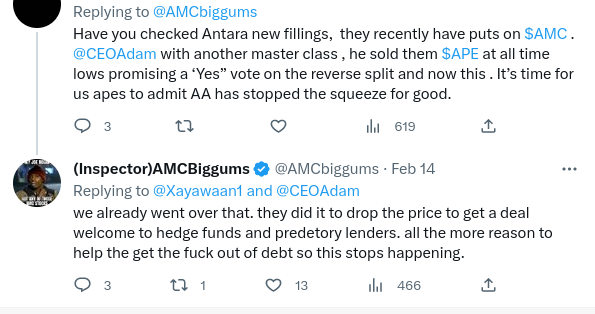 Replying to @AMCbiggums
Have you checked Antara new fillings, they recently have puts on $AMC .
@CEOAdam with another master class , he sold them $APE at all time
lows promising a ‘Yes” vote on the reverse split and now this . It’s time for
us apes to admit AA has stopped the squeeze for good.
3 619
(Inspector)AMCBiggums @AMCbiggums · Feb 14 ···
Replying to @Xayawaan1 and @CEOAdam
we already went over that. they did it to drop the price to get a deal
welcome to hedge funds and predetory lenders. all the more reason to
help the get the fuck out of debt so this stops happening.
3 1 13 466